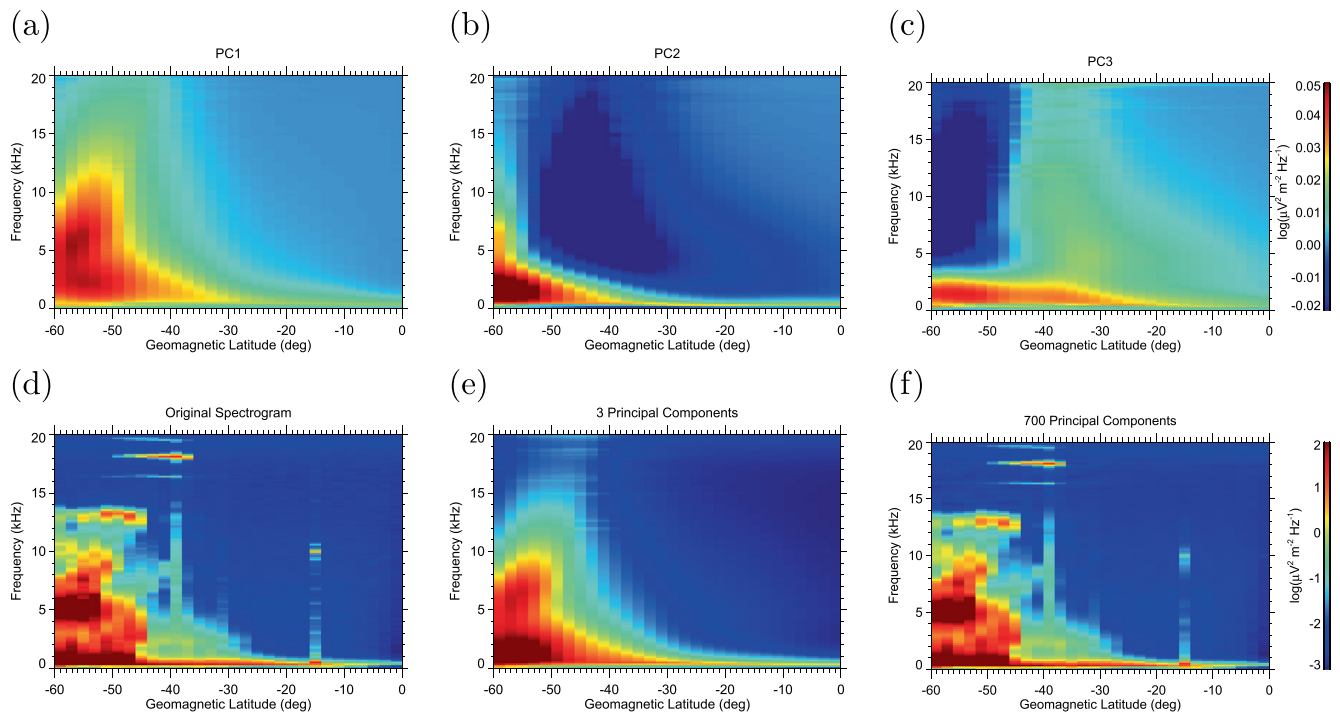 (a)
PC1
20
15
10
5
0
Frequency (kHz)
-60 -50 -40 -30 -20 -10 0
Geomagnetic Latitude (deg)
(b)
PC2
20
15
10
5
0
Frequency (kHz)
-60 -50 -40 -30 -20 -10 0
Geomagnetic Latitude (deg)
(c)
PC3
20
15
10
5
0
Frequency (kHz)
-60 -50 -40 -30 -20 -10 0
Geomagnetic Latitude (deg)
0.05
0.04
0.03
0.02
0.01
0.00
-0.01
-0.02
log(μV² m⁻² Hz⁻¹)
(d)
Original Spectrogram
20
15
10
5
0
Frequency (kHz)
-60 -50 -40 -30 -20 -10 0
Geomagnetic Latitude (deg)
(e)
3 Principal Components
20
15
10
5
0
Frequency (kHz)
-60 -50 -40 -30 -20 -10 0
Geomagnetic Latitude (deg)
(f)
700 Principal Components
20
15
10
5
0
Frequency (kHz)
-60 -50 -40 -30 -20 -10 0
Geomagnetic Latitude (deg)
2
1
0
-1
-2
-3
log(μV² m⁻² Hz⁻¹)